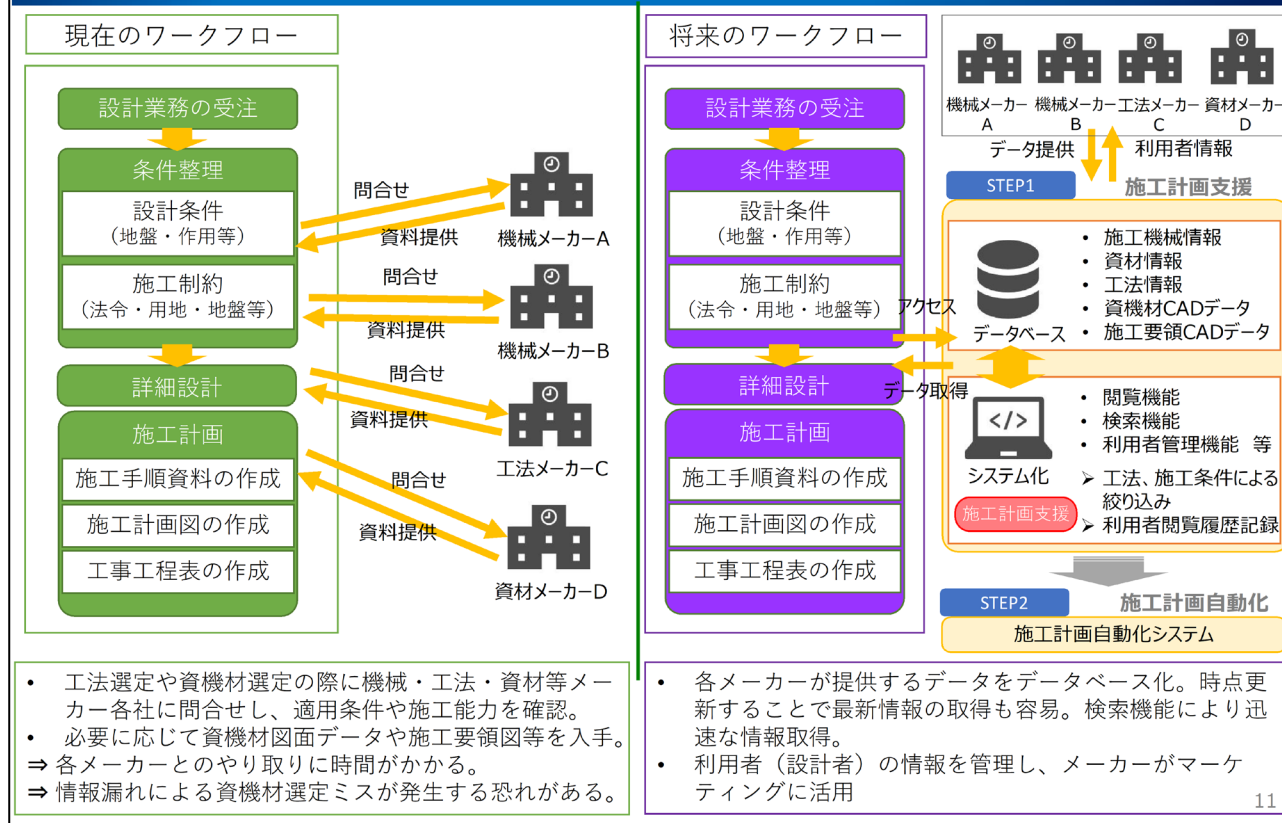 現在のワークフロー
設計業務の受注
条件整理
設計条件
（地盤・作用等）
施工制約
（法令・用地・地盤等）
詳細設計
施工計画
施工手順資料の作成
施工計画図の作成
工事工程表の作成
問合せ
資料提供
機械メーカーA
問合せ
資料提供
機械メーカーB
問合せ
資料提供
工法メーカーC
問合せ
資料提供
資材メーカーD
• 工法選定や資機材選定の際に機械・工法・資材等メー
カー各社に問合せし、適用条件や施工能力を確認。
• 必要に応じて資機材図面データや施工要領図等を入手。
⇒ 各メーカーとのやり取りに時間がかかる。
⇒ 情報漏れによる資機材選定ミスが発生する恐れがある。
将来のワークフロー
設計業務の受注
条件整理
設計条件
（地盤・作用等）
施工制約
（法令・用地・地盤等）
詳細設計
施工計画
施工手順資料の作成
施工計画図の作成
工事工程表の作成
アクセス
データ取得
機械メーカー
A
機械メーカー
B
工法メーカー
C
資材メーカー
D
データ提供
利用者情報
STEP1
施工計画支援
データベース
• 施工機械情報
• 資材情報
• 工法情報
• 資機材CADデータ
• 施工要領CADデータ
</>
システム化
施工計画支援
• 閲覧機能
• 検索機能
• 利用者管理機能 等
➢ 工法、施工条件による
絞り込み
➢ 利用者閲覧履歴記録
STEP2
施工計画自動化
施工計画自動化システム
• 各メーカーが提供するデータをデータベース化。時点更
新することで最新情報の取得も容易。検索機能により迅
速な情報取得。
• 利用者（設計者）の情報を管理し、メーカーがマーケ
ティングに活用
11